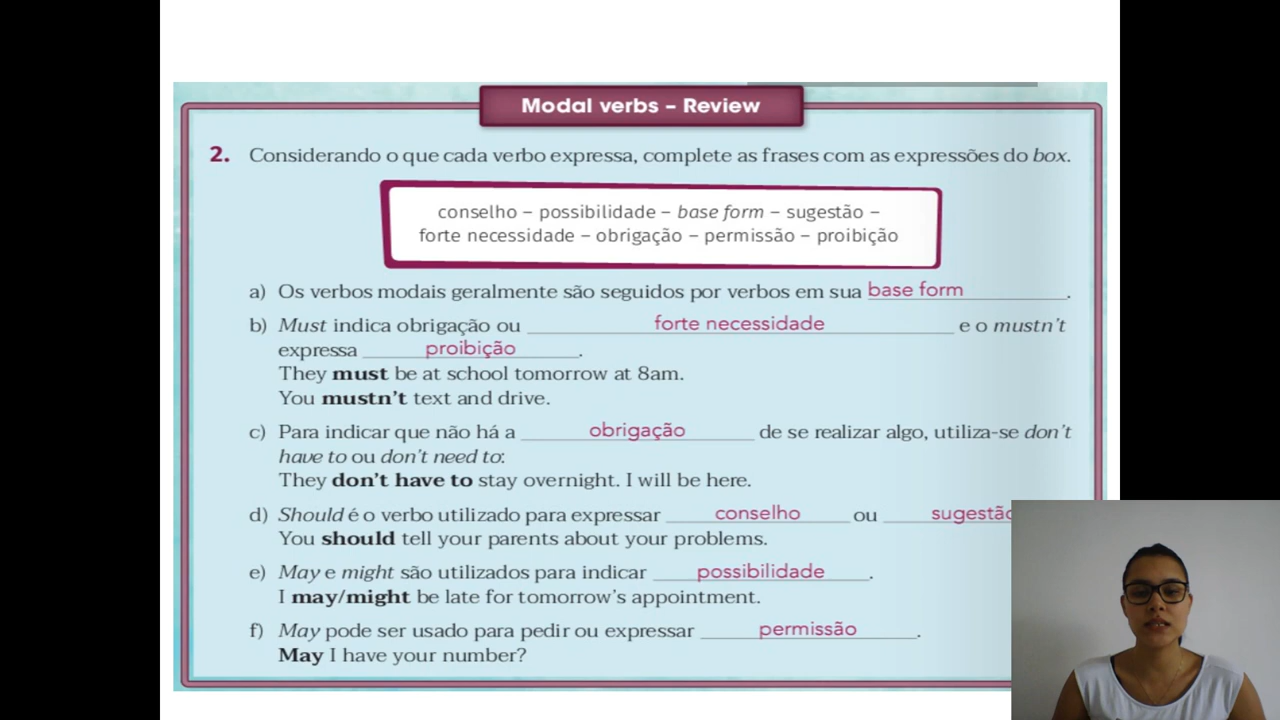 Modal verbs – Review
2. Considerando o que cada verbo expressa, complete as frases com as expressões do box.
conselho – possibilidade – base form – sugestão –
forte necessidade – obrigação – permissão – proibição
a) Os verbos modais geralmente são seguidos por verbos em sua base form.
b) Must indica obrigação ou forte necessidade e o mustn't
expressa proibição.
They must be at school tomorrow at 8am.
You mustn't text and drive.
c) Para indicar que não há a obrigação de se realizar algo, utiliza-se don't
have to ou don't need to:
They don't have to stay overnight. I will be here.
d) Should é o verbo utilizado para expressar conselho ou
You should tell your parents about your problems.
e) May e might são utilizados para indicar possibilidade.
I may/might be late for tomorrow's appointment.
f) May pode ser usado para pedir ou expressar permissão.
May I have your number?